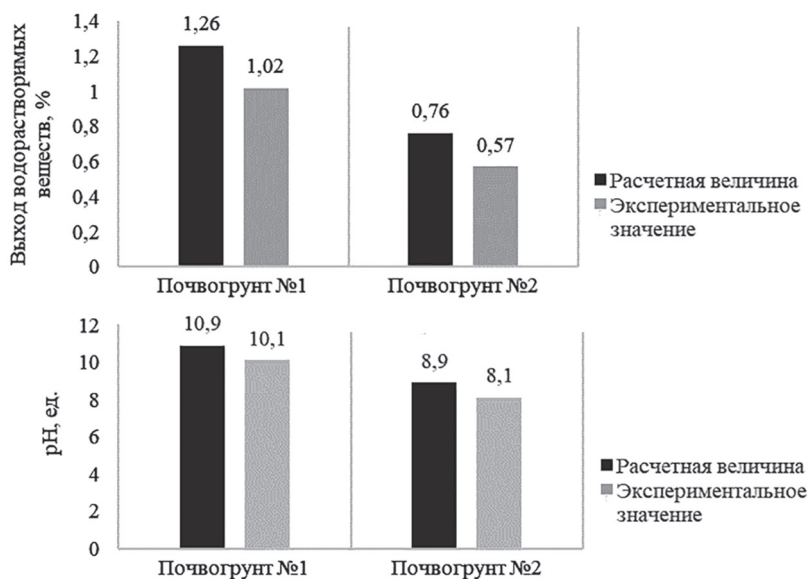 Выход водорастворимых
веществ, %
1,4
1,2
1
0,8
0,6
0,4
0,2
0
1,26
1,02
0,76
0,57
Почвогрунт №1
Почвогрунт №2
Расчетная величина
Экспериментальное
значение
pH, ед.
12
10
8
6
4
2
0
10,9
10,1
8,9
8,1
Почвогрунт №1
Почвогрунт №2
Расчетная величина
Экспериментальное
значение